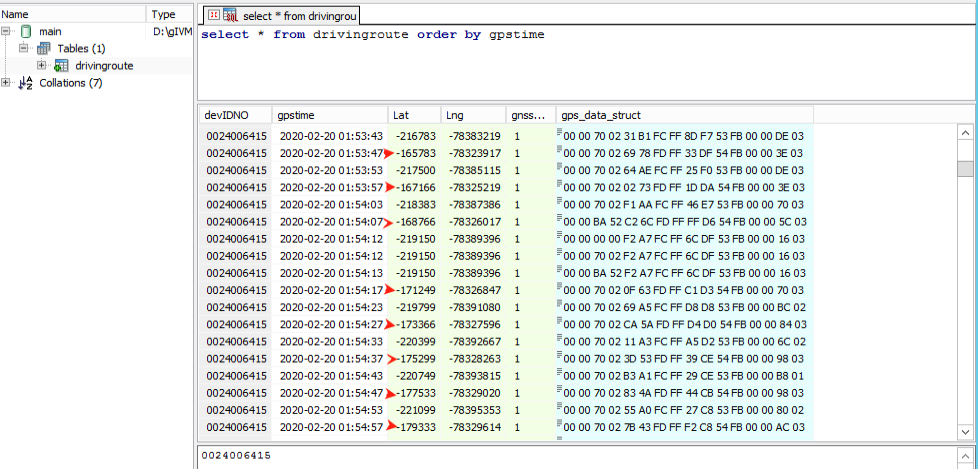 Name Type
main D:\gIVM
Tables (1)
drivingroute
Collations (7)
select * from drivingrou
select * from drivingroute order by gpstime
devIDNO gpstime Lat Lng gnss... gps_data_struct
0024006415 2020-02-20 01:53:43 -216783 -78383219 1 00 00 70 02 31 B1 FC FF 8D F7 53 FB 00 00 DE 03
0024006415 2020-02-20 01:53:47 -165783 -78323917 1 00 00 70 02 69 78 FD FF 33 DF 54 FB 00 00 3E 03
0024006415 2020-02-20 01:53:53 -217500 -78385115 1 00 00 70 02 64 AE FC FF 25 F0 53 FB 00 00 DE 03
0024006415 2020-02-20 01:53:57 -167166 -78325219 1 00 00 70 02 02 73 FD FF 1D DA 54 FB 00 00 3E 03
0024006415 2020-02-20 01:54:03 -218383 -78387386 1 00 00 70 02 F1 AA FC FF 46 E7 53 FB 00 00 70 03
0024006415 2020-02-20 01:54:07 -168766 -78326017 1 00 00 BA 52 C2 6C FD FF FF D6 54 FB 00 00 5C 03
0024006415 2020-02-20 01:54:12 -219150 -78389396 1 00 00 00 00 F2 A7 FC FF 6C DF 53 FB 00 00 16 03
0024006415 2020-02-20 01:54:12 -219150 -78389396 1 00 00 70 02 F2 A7 FC FF 6C DF 53 FB 00 00 16 03
0024006415 2020-02-20 01:54:13 -219150 -78389396 1 00 00 BA 52 F2 A7 FC FF 6C DF 53 FB 00 00 16 03
0024006415 2020-02-20 01:54:17 -171249 -78326847 1 00 00 70 02 0F 63 FD FF C1 D3 54 FB 00 00 70 03
0024006415 2020-02-20 01:54:23 -219799 -78391080 1 00 00 70 02 69 A5 FC FF D8 D8 53 FB 00 00 BC 02
0024006415 2020-02-20 01:54:27 -173366 -78327596 1 00 00 70 02 CA 5A FD FF D4 D0 54 FB 00 00 84 03
0024006415 2020-02-20 01:54:33 -220399 -78392667 1 00 00 70 02 11 A3 FC FF A5 D2 53 FB 00 00 6C 02
0024006415 2020-02-20 01:54:37 -175299 -78328263 1 00 00 70 02 3D 53 FD FF 39 CE 54 FB 00 00 98 03
0024006415 2020-02-20 01:54:43 -220749 -78393815 1 00 00 70 02 B3 A1 FC FF 29 CE 53 FB 00 00 B8 01
0024006415 2020-02-20 01:54:47 -177533 -78329020 1 00 00 70 02 83 4A FD FF 44 CB 54 FB 00 00 98 03
0024006415 2020-02-20 01:54:53 -221099 -78395353 1 00 00 70 02 55 A0 FC FF 27 C8 53 FB 00 00 80 02
0024006415 2020-02-20 01:54:57 -179333 -78329614 1 00 00 70 02 7B 43 FD FF F2 C8 54 FB 00 00 AC 03
0024006415